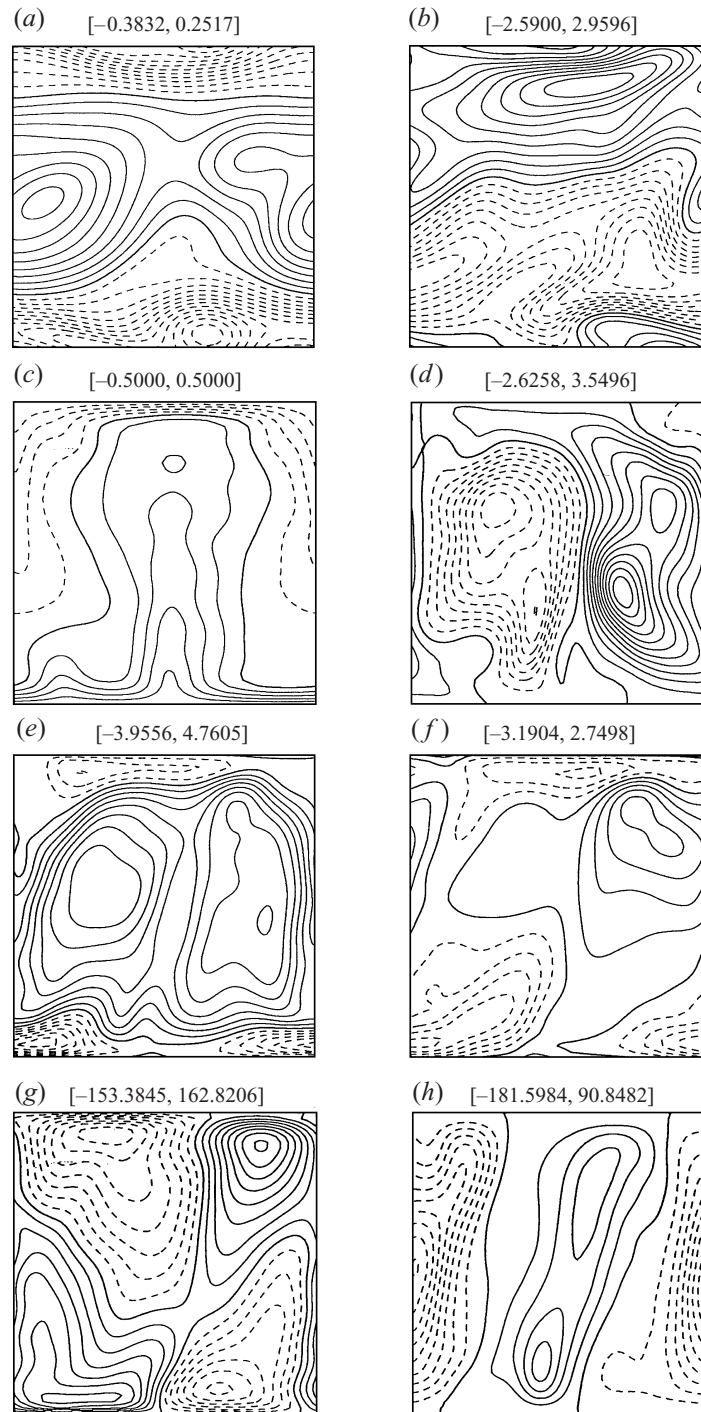 (a) [–0.3832, 0.2517]
(b) [–2.5900, 2.9596]
(c) [–0.5000, 0.5000]
(d) [–2.6258, 3.5496]
(e) [–3.9556, 4.7605]
(f) [–3.1904, 2.7498]
(g) [–153.3845, 162.8206]
(h) [–181.5984, 90.8482]